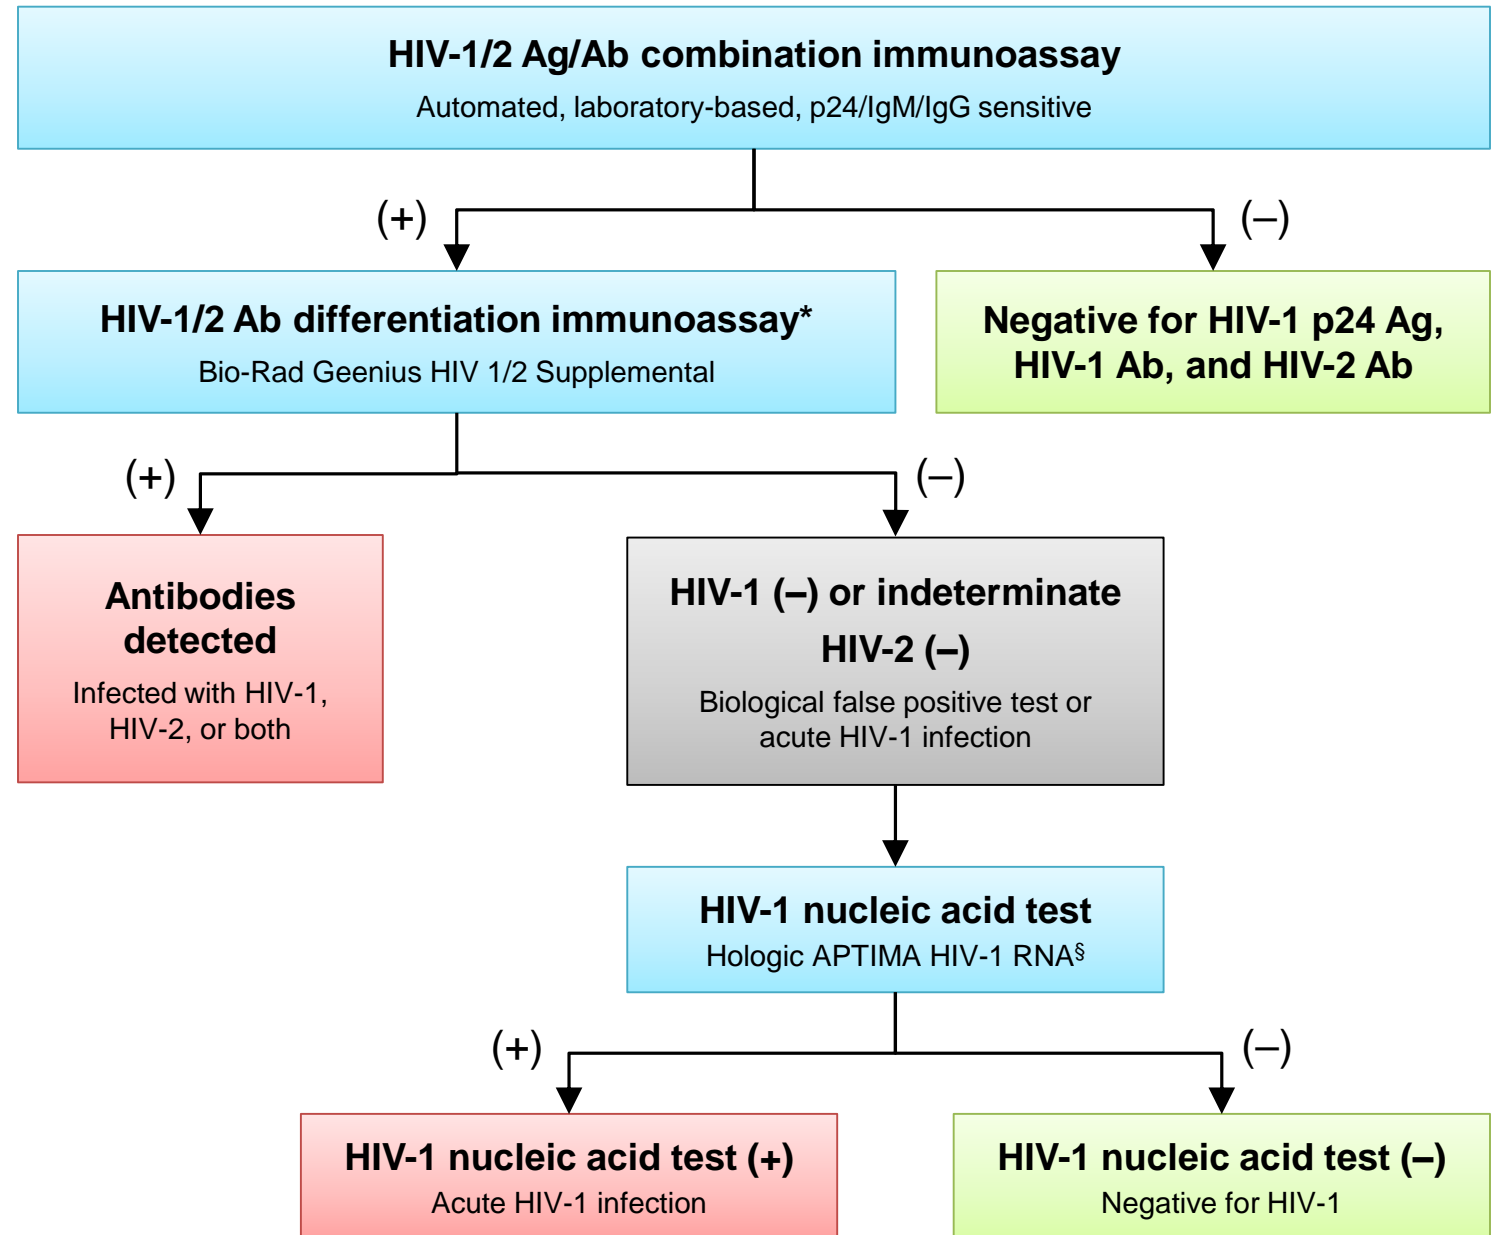 HIV-1/2 Ag/Ab combination immunoassay
Automated, laboratory-based, p24/IgM/IgG sensitive
(+)
(–)
HIV-1/2 Ab differentiation immunoassay*
Bio-Rad Geenius HIV 1/2 Supplemental
Negative for HIV-1 p24 Ag,
HIV-1 Ab, and HIV-2 Ab
(+)
(–)
Antibodies
detected
Infected with HIV-1,
HIV-2, or both
HIV-1 (–) or indeterminate
HIV-2 (–)
Biological false positive test or
acute HIV-1 infection
HIV-1 nucleic acid test
Hologic APTIMA HIV-1 RNA§
(+)
(–)
HIV-1 nucleic acid test (+)
Acute HIV-1 infection
HIV-1 nucleic acid test (–)
Negative for HIV-1